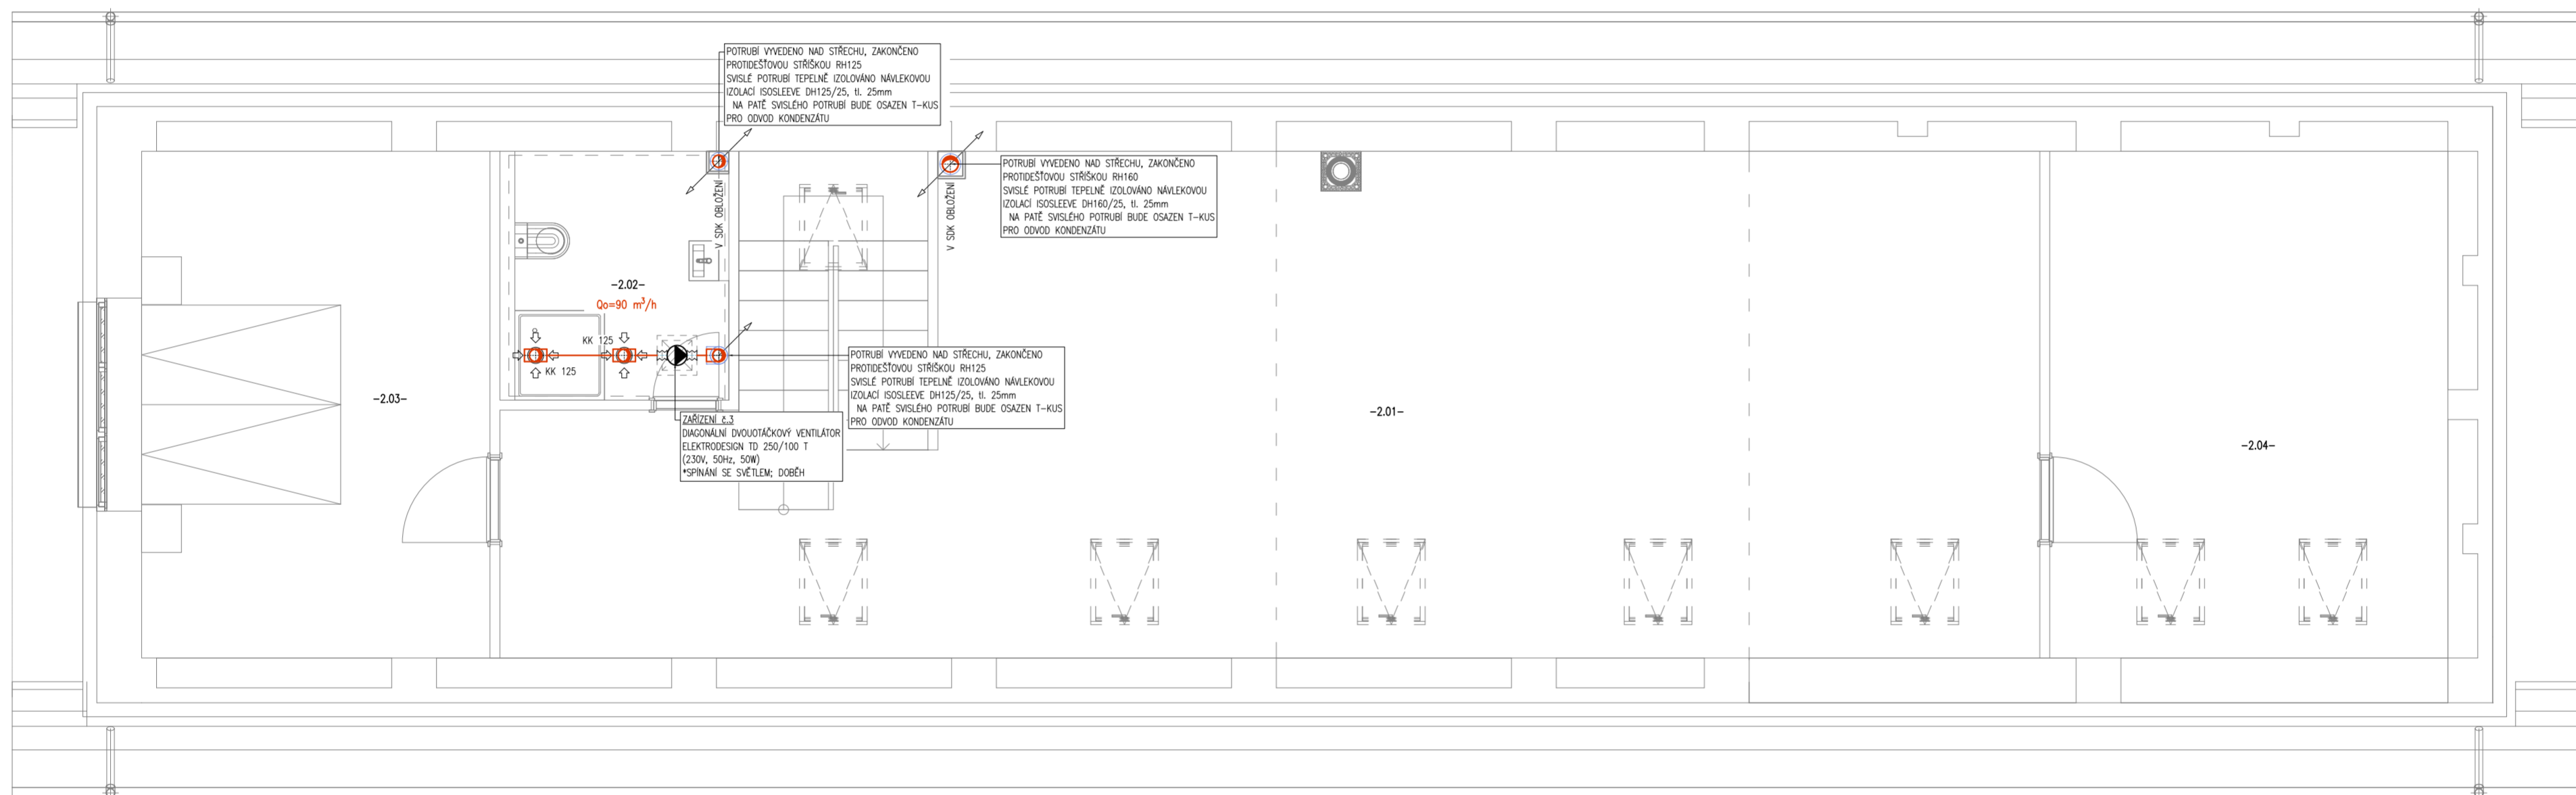 POTRUBÍ VYVEDENO NAD STŘECHU, ZAKONČENO
PROTIDEŠŤOVOU STŘÍŠKOU RH125
SVISLÉ POTRUBÍ TEPELNĚ IZOLOVÁNO NÁVLEKOVOU
IZOLACÍ ISOSLEEVE DH125/25, tl. 25mm
NA PATĚ SVISLÉHO POTRUBÍ BUDE OSAZEN T-KUS
PRO ODVOD KONDENZÁTU
POTRUBÍ VYVEDENO NAD STŘECHU, ZAKONČENO
PROTIDEŠŤOVOU STŘÍŠKOU RH160
SVISLÉ POTRUBÍ TEPELNĚ IZOLOVÁNO NÁVLEKOVOU
IZOLACÍ ISOSLEEVE DH160/25, tl. 25mm
NA PATĚ SVISLÉHO POTRUBÍ BUDE OSAZEN T-KUS
PRO ODVOD KONDENZÁTU
V SDK OBLOŽENÍ
V SDK OBLOŽENÍ
-2.02-
Qo=90 m³/h
KK 125
KK 125
POTRUBÍ VYVEDENO NAD STŘECHU, ZAKONČENO
PROTIDEŠŤOVOU STŘÍŠKOU RH125
SVISLÉ POTRUBÍ TEPELNĚ IZOLOVÁNO NÁVLEKOVOU
IZOLACÍ ISOSLEEVE DH125/25, tl. 25mm
NA PATĚ SVISLÉHO POTRUBÍ BUDE OSAZEN T-KUS
PRO ODVOD KONDENZÁTU
-2.03-
-2.01-
ZAŘÍZENÍ č.3
DIAGONÁLNÍ DVOUOTÁČKOVÝ VENTILÁTOR
ELEKTRODESIGN TD 250/100 T
(230V, 50Hz, 50W)
*SPÍNÁNÍ SE SVĚTLEM; DOBĚH
-2.04-